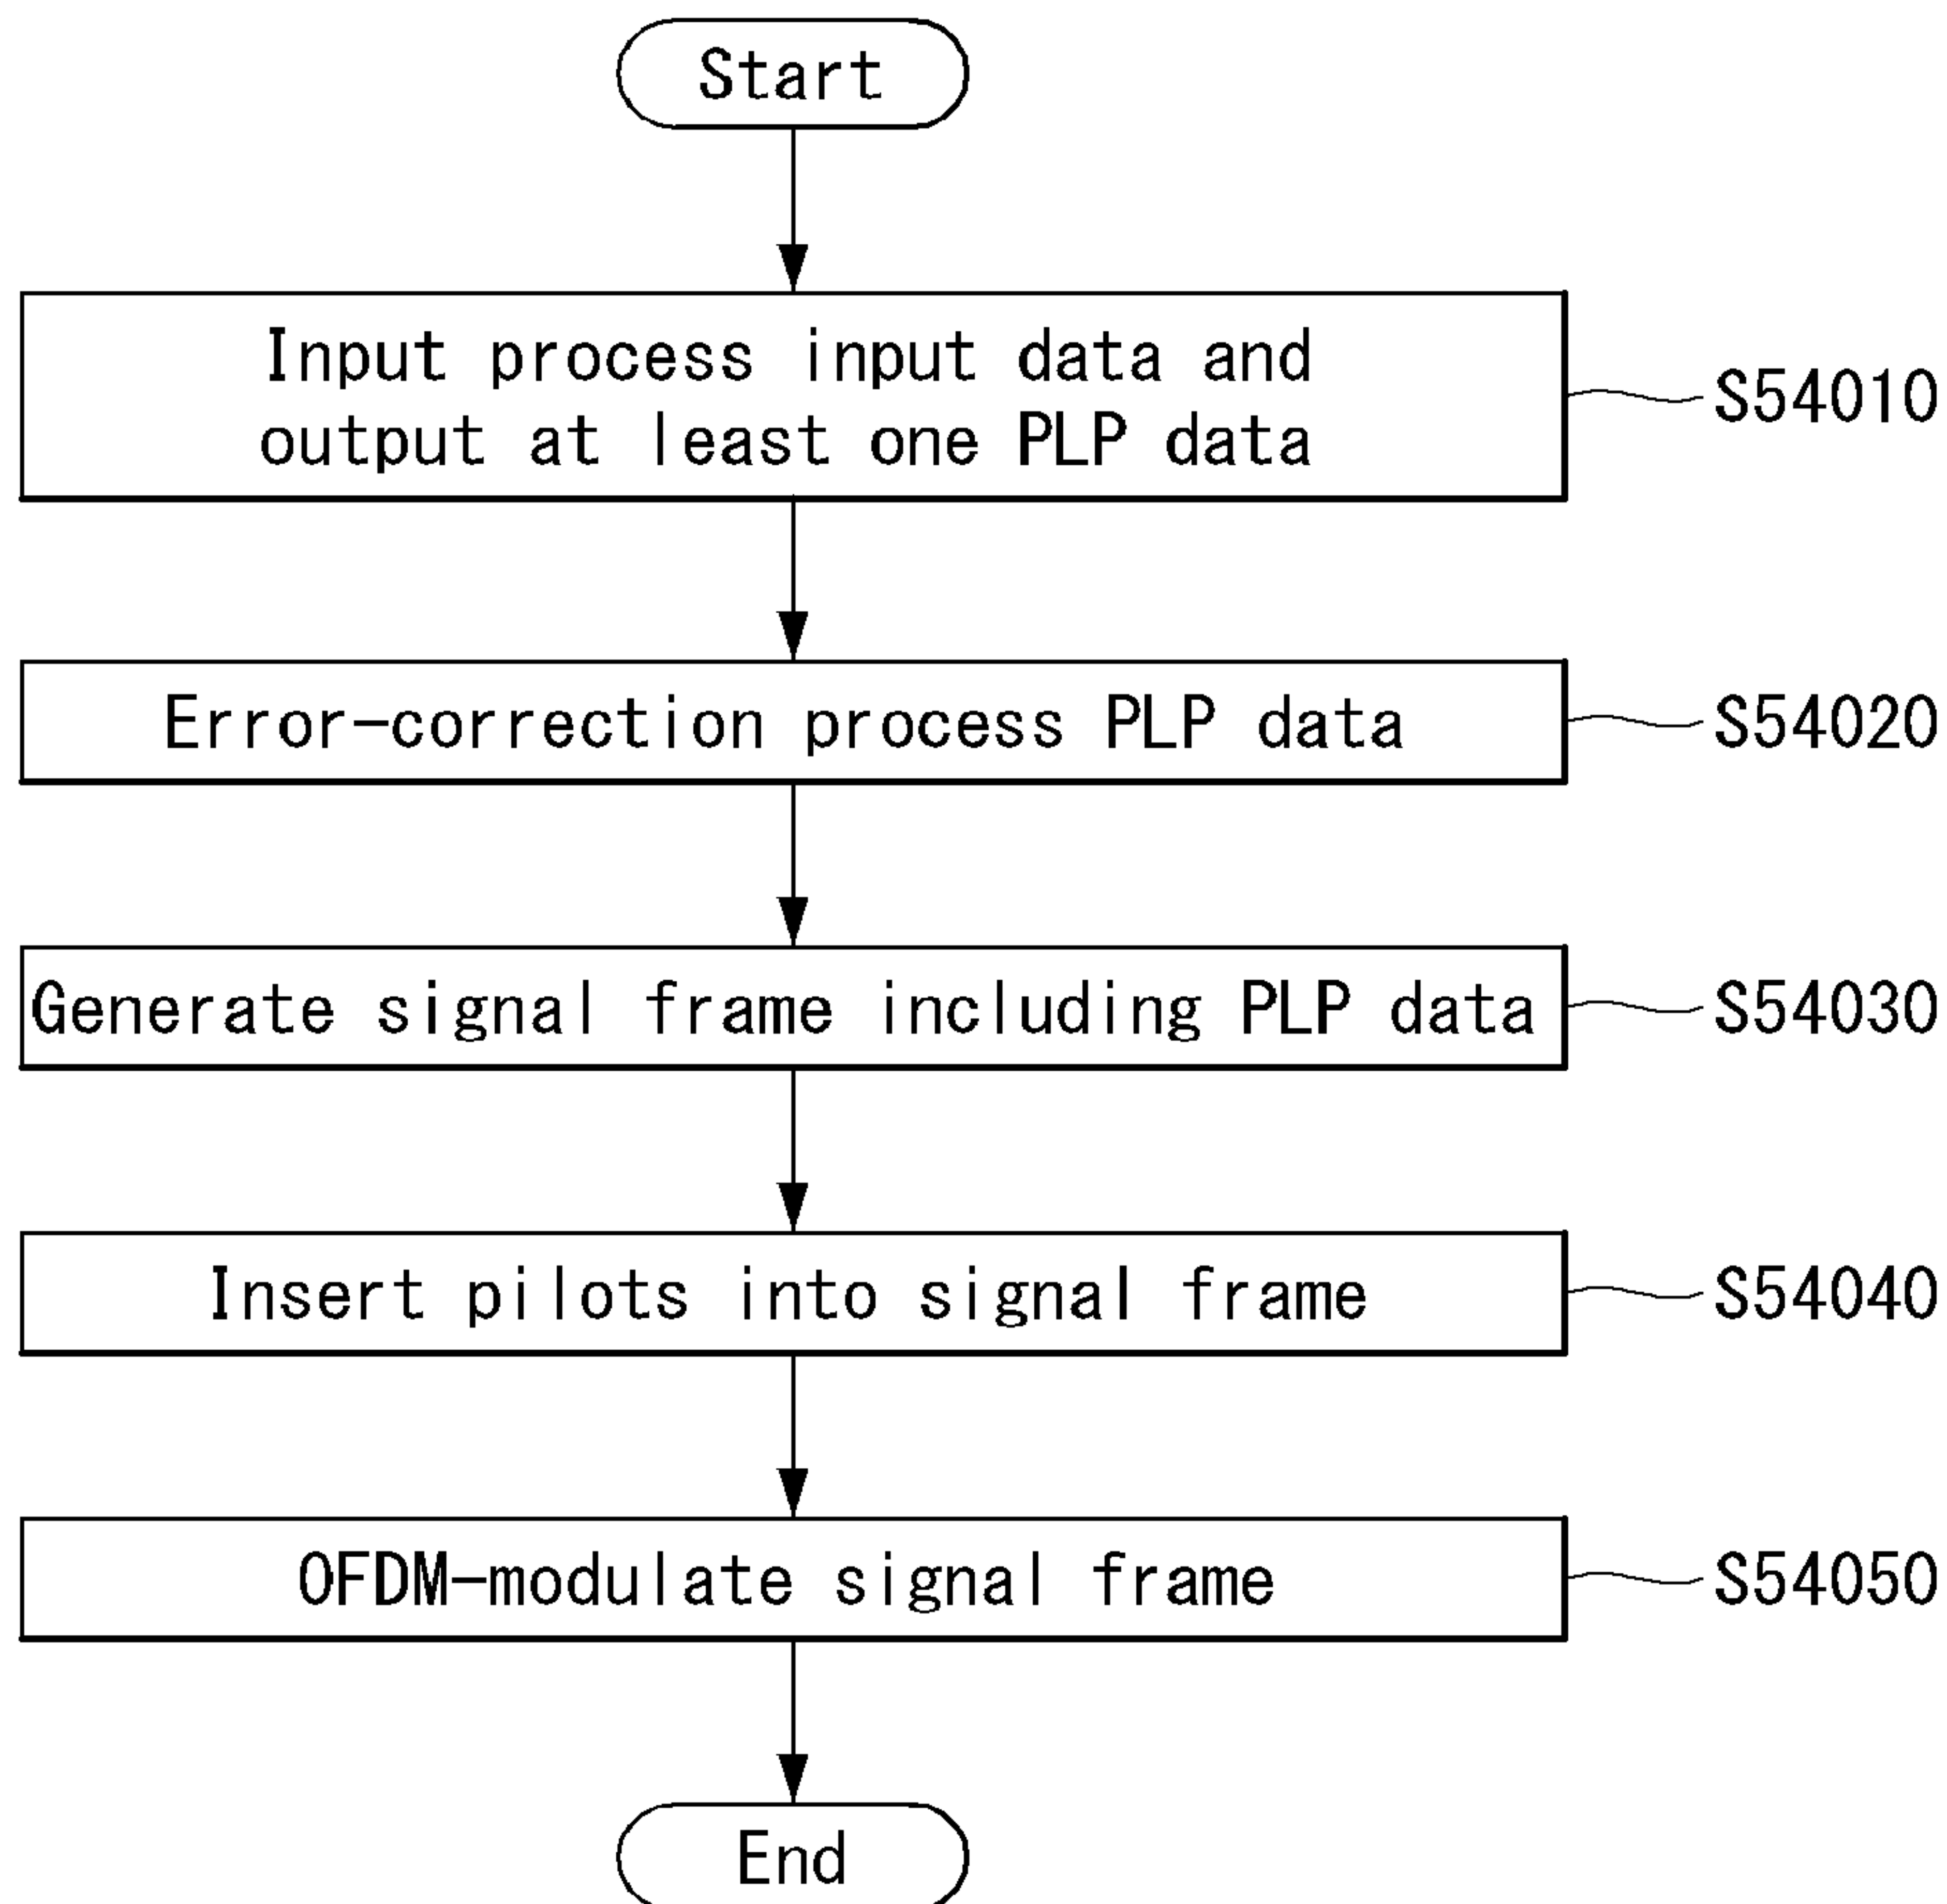 Start
Input process input data and
output at least one PLP data
S54010
Error-correction process PLP data
S54020
Generate signal frame including PLP data
S54030
Insert pilots into signal frame
S54040
OFDM-modulate signal frame
S54050
End